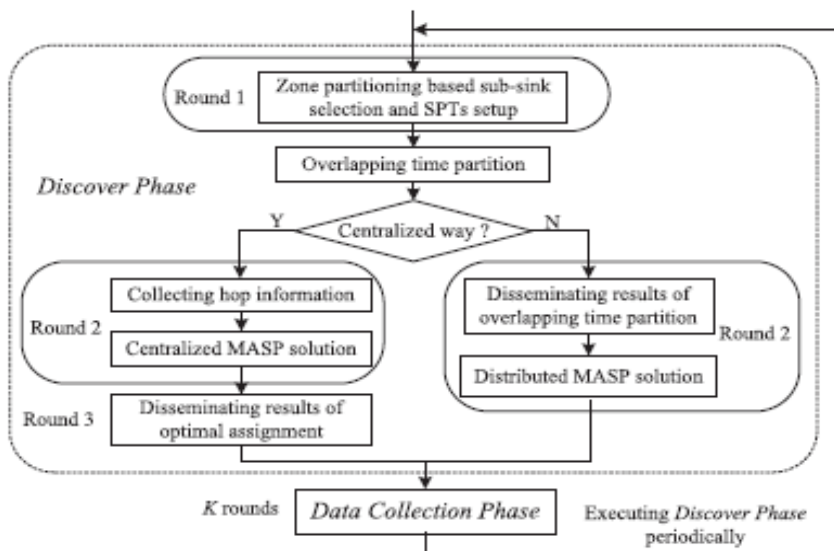 Round 1
Zone partitioning based sub-sink
selection and SPTs setup
Overlapping time partition
Discover Phase
Centralized way ?
Y
N
Round 2
Collecting hop information
Centralized MASP solution
Disseminating results of
overlapping time partition
Distributed MASP solution
Round 2
Round 3
Disseminating results of
optimal assignment
K rounds
Data Collection Phase
Executing Discover Phase
periodically